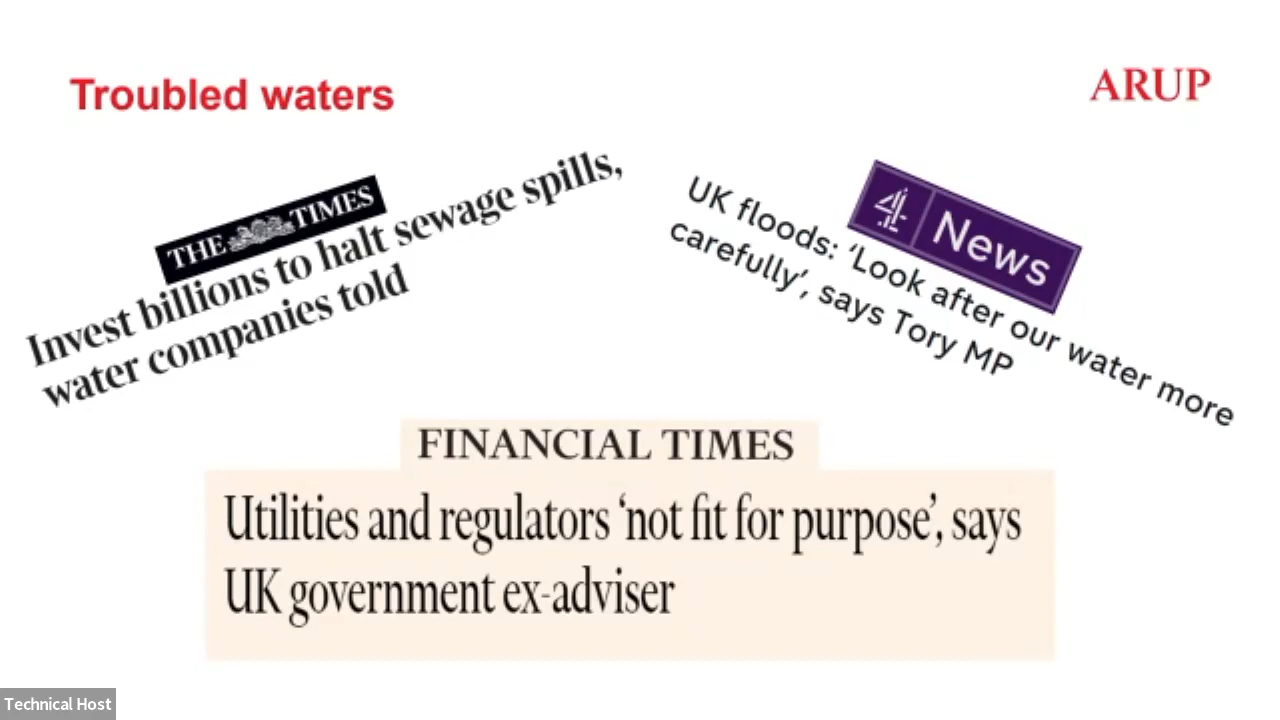 Troubled waters
ARUP
THE TIMES
Invest billions to halt sewage spills,
water companies told
4 News
UK floods: ‘Look after our water more
carefully’, says Tory MP
FINANCIAL TIMES
Utilities and regulators ‘not fit for purpose’, says
UK government ex-adviser
Technical Host